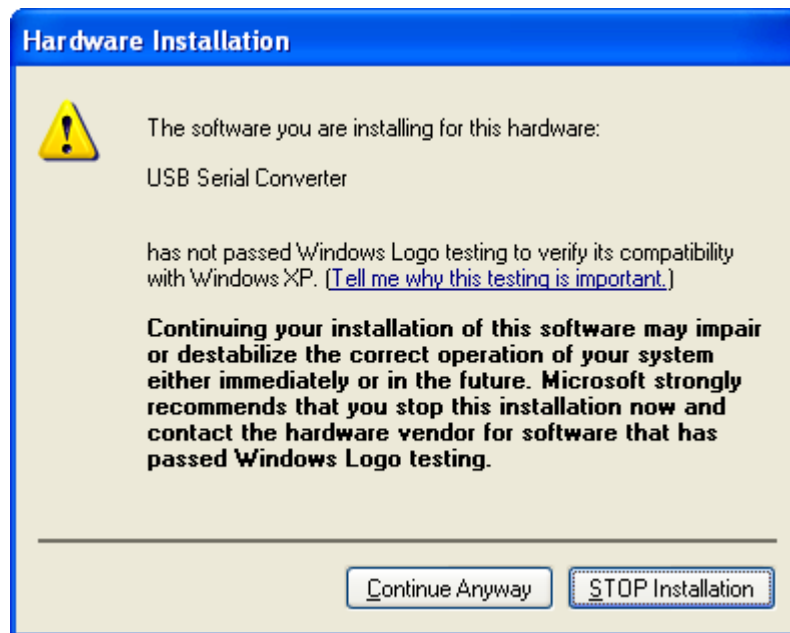 Hardware Installation
The software you are installing for this hardware:
USB Serial Converter
has not passed Windows Logo testing to verify its compatibility
with Windows XP. (Tell me why this testing is important.)
Continuing your installation of this software may impair
or destabilize the correct operation of your system
either immediately or in the future. Microsoft strongly
recommends that you stop this installation now and
contact the hardware vendor for software that has
passed Windows Logo testing.
Continue Anyway
STOP Installation